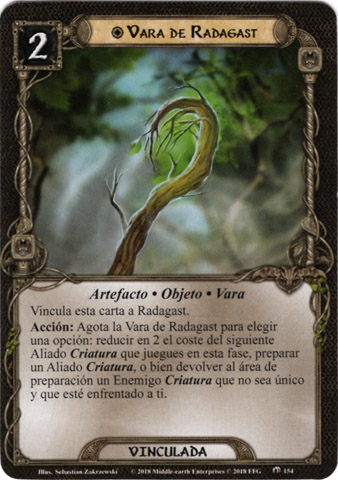 2
Vara de Radagast
Artefacto • Objeto • Vara
Vincula esta carta a Radagast.
Acción: Agota la Vara de Radagast para elegir
una opción: reducir en 2 el coste del siguiente
Aliado Criatura que juegues en esta fase, preparar
un Aliado Criatura, o bien devolver al área de
preparación un Enemigo Criatura que no sea único
y que esté enfrentado a ti.
VINCULADA
Illus. Sebastian Zakrzewski © 2018 Middle-earth Enterprises © 2018 FFG 154